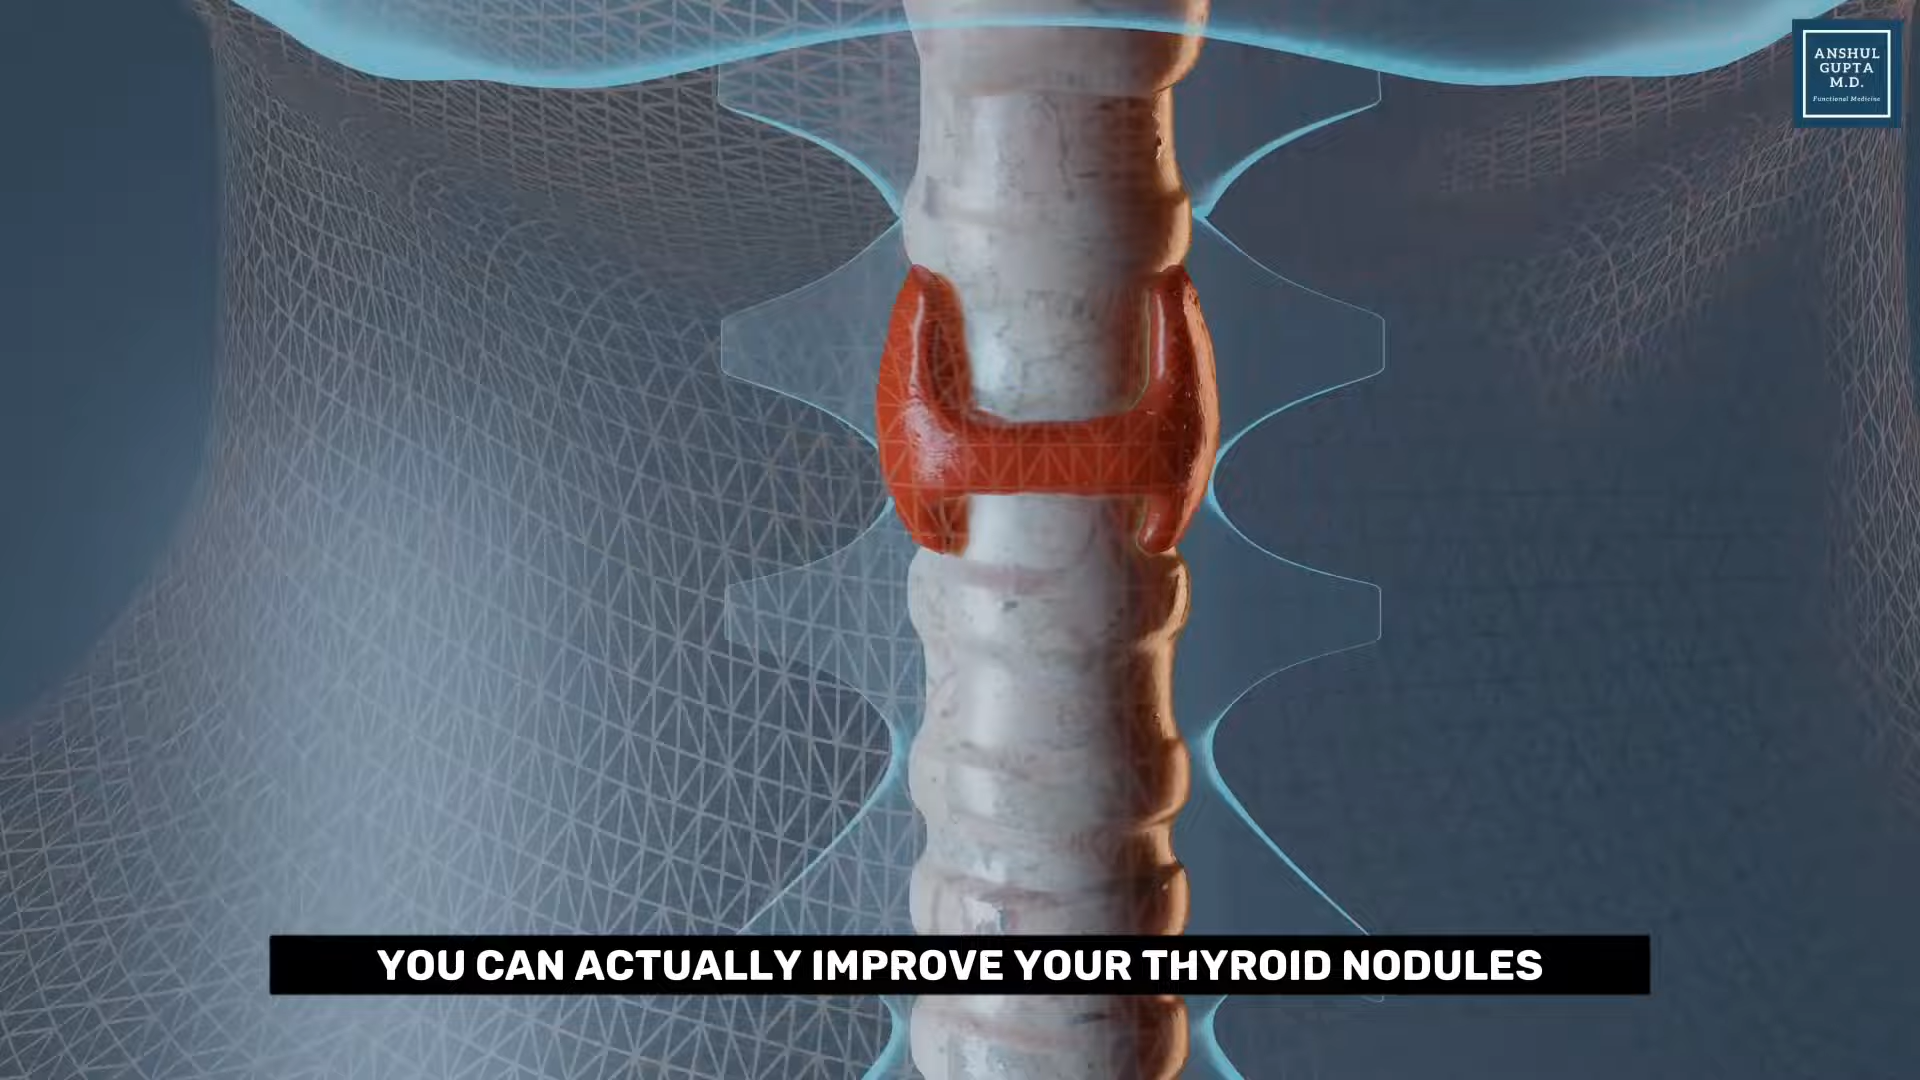 ANSHUL
GUPTA
M.D.
Functional Medicine
YOU CAN ACTUALLY IMPROVE YOUR THYROID NODULES